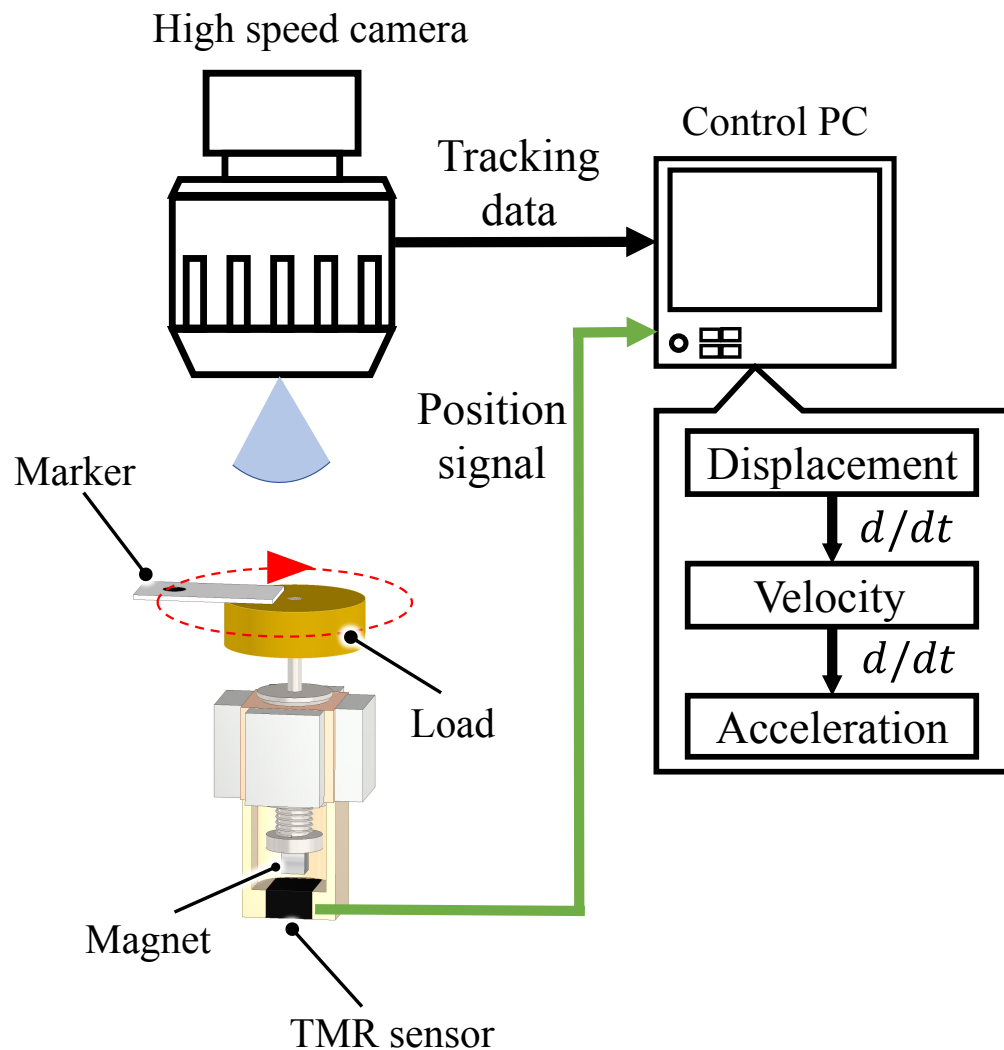 High speed camera
Control PC
Tracking
data
Position
signal
Marker
Displacement
d/dt
Velocity
d/dt
Acceleration
Load
Magnet
TMR sensor